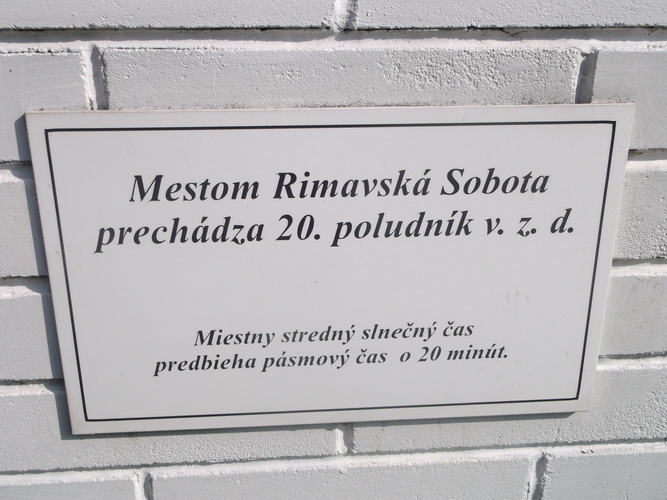 Mestom Rimavská Sobota
prechádza 20. poludník v. z. d.
Miestny stredný slnečný čas
predbieha pásmový čas o 20 minút.